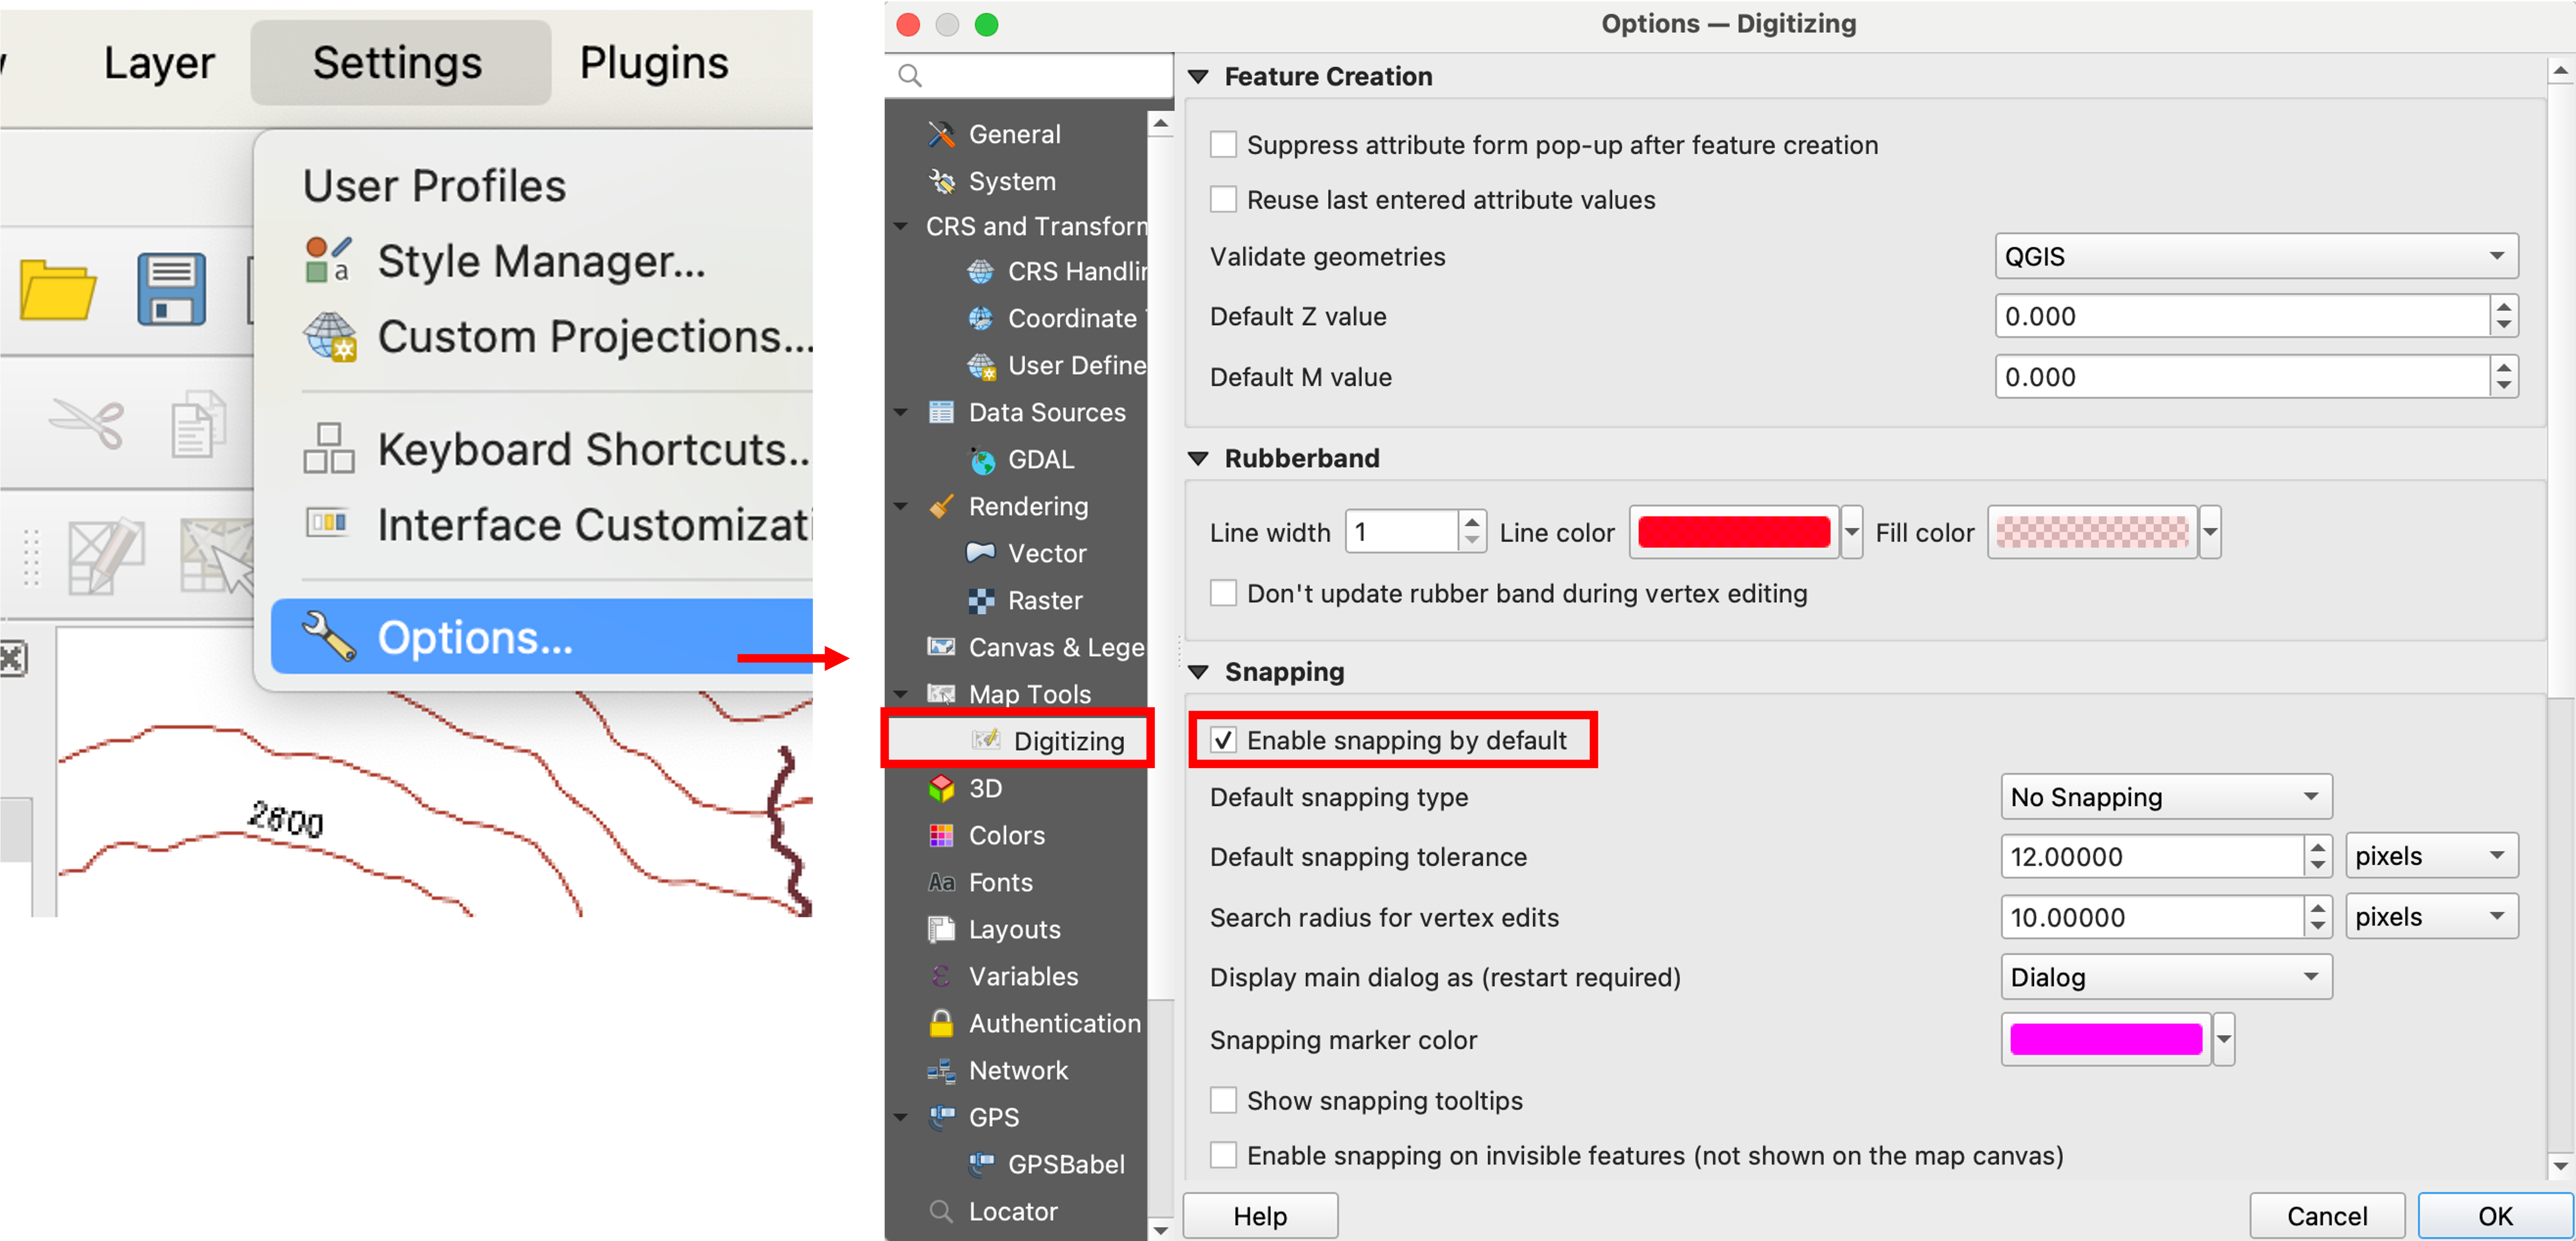 Layer Settings Plugins
User Profiles
a Style Manager...
Custom Projections...
Keyboard Shortcuts..
Interface Customizati
Options...
2800
Options — Digitizing
General
System
CRS and Transforn
CRS Handlin
Coordinate
User Define
Data Sources
GDAL
Rendering
Vector
Raster
Canvas & Lege
Map Tools
Digitizing
3D
Colors
Aa Fonts
Layouts
ε Variables
Authentication
Network
GPS
GPSBabel
Locator
Feature Creation
Suppress attribute form pop-up after feature creation
Reuse last entered attribute values
Validate geometries QGIS
Default Z value 0.000
Default M value 0.000
Rubberband
Line width 1 Line color Fill color
Don't update rubber band during vertex editing
Snapping
Enable snapping by default
Default snapping type No Snapping
Default snapping tolerance 12.00000 pixels
Search radius for vertex edits 10.00000 pixels
Display main dialog as (restart required) Dialog
Snapping marker color
Show snapping tooltips
Enable snapping on invisible features (not shown on the map canvas)
Help Cancel OK